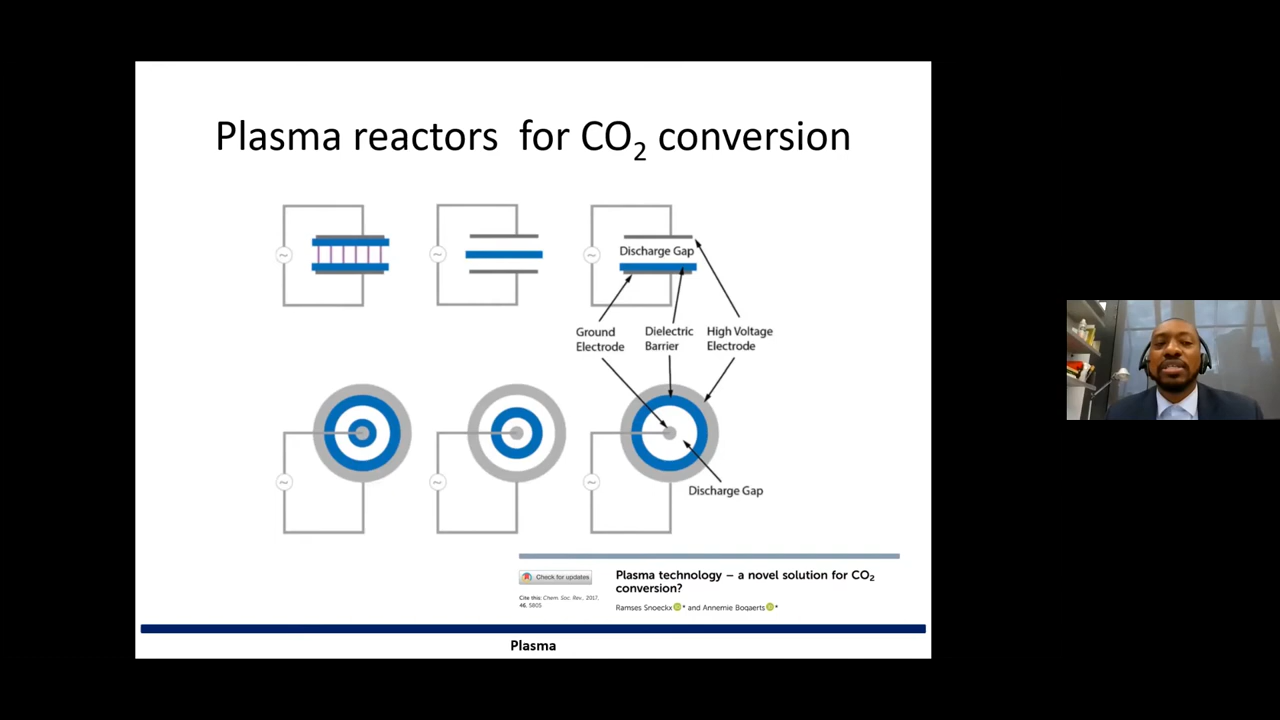 Plasma reactors for CO2 conversion
Discharge Gap
Ground
Electrode
Dielectric
Barrier
High Voltage
Electrode
Discharge Gap
Check for updates
Cite this: Chem. Soc. Rev., 2017,
46, 5805
Plasma technology – a novel solution for CO2
conversion?
Ramses Snoeckx * and Annemie Bogaerts *
Plasma